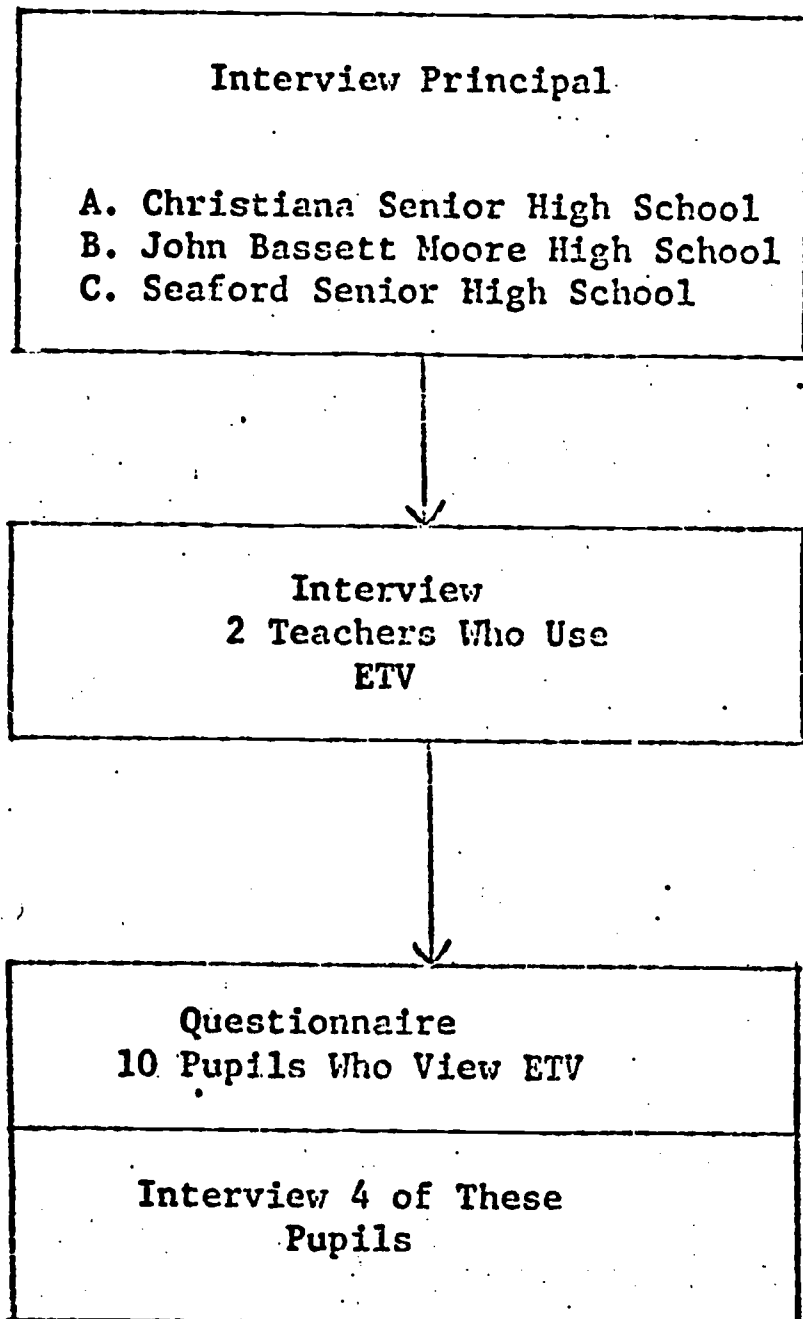 Interview Principal
A. Christiana Senior High School
B. John Bassett Moore High School
C. Seaford Senior High School
Interview
2 Teachers Who Use
ETV
Questionnaire
10 Pupils Who View ETV
Interview 4 of These
Pupils